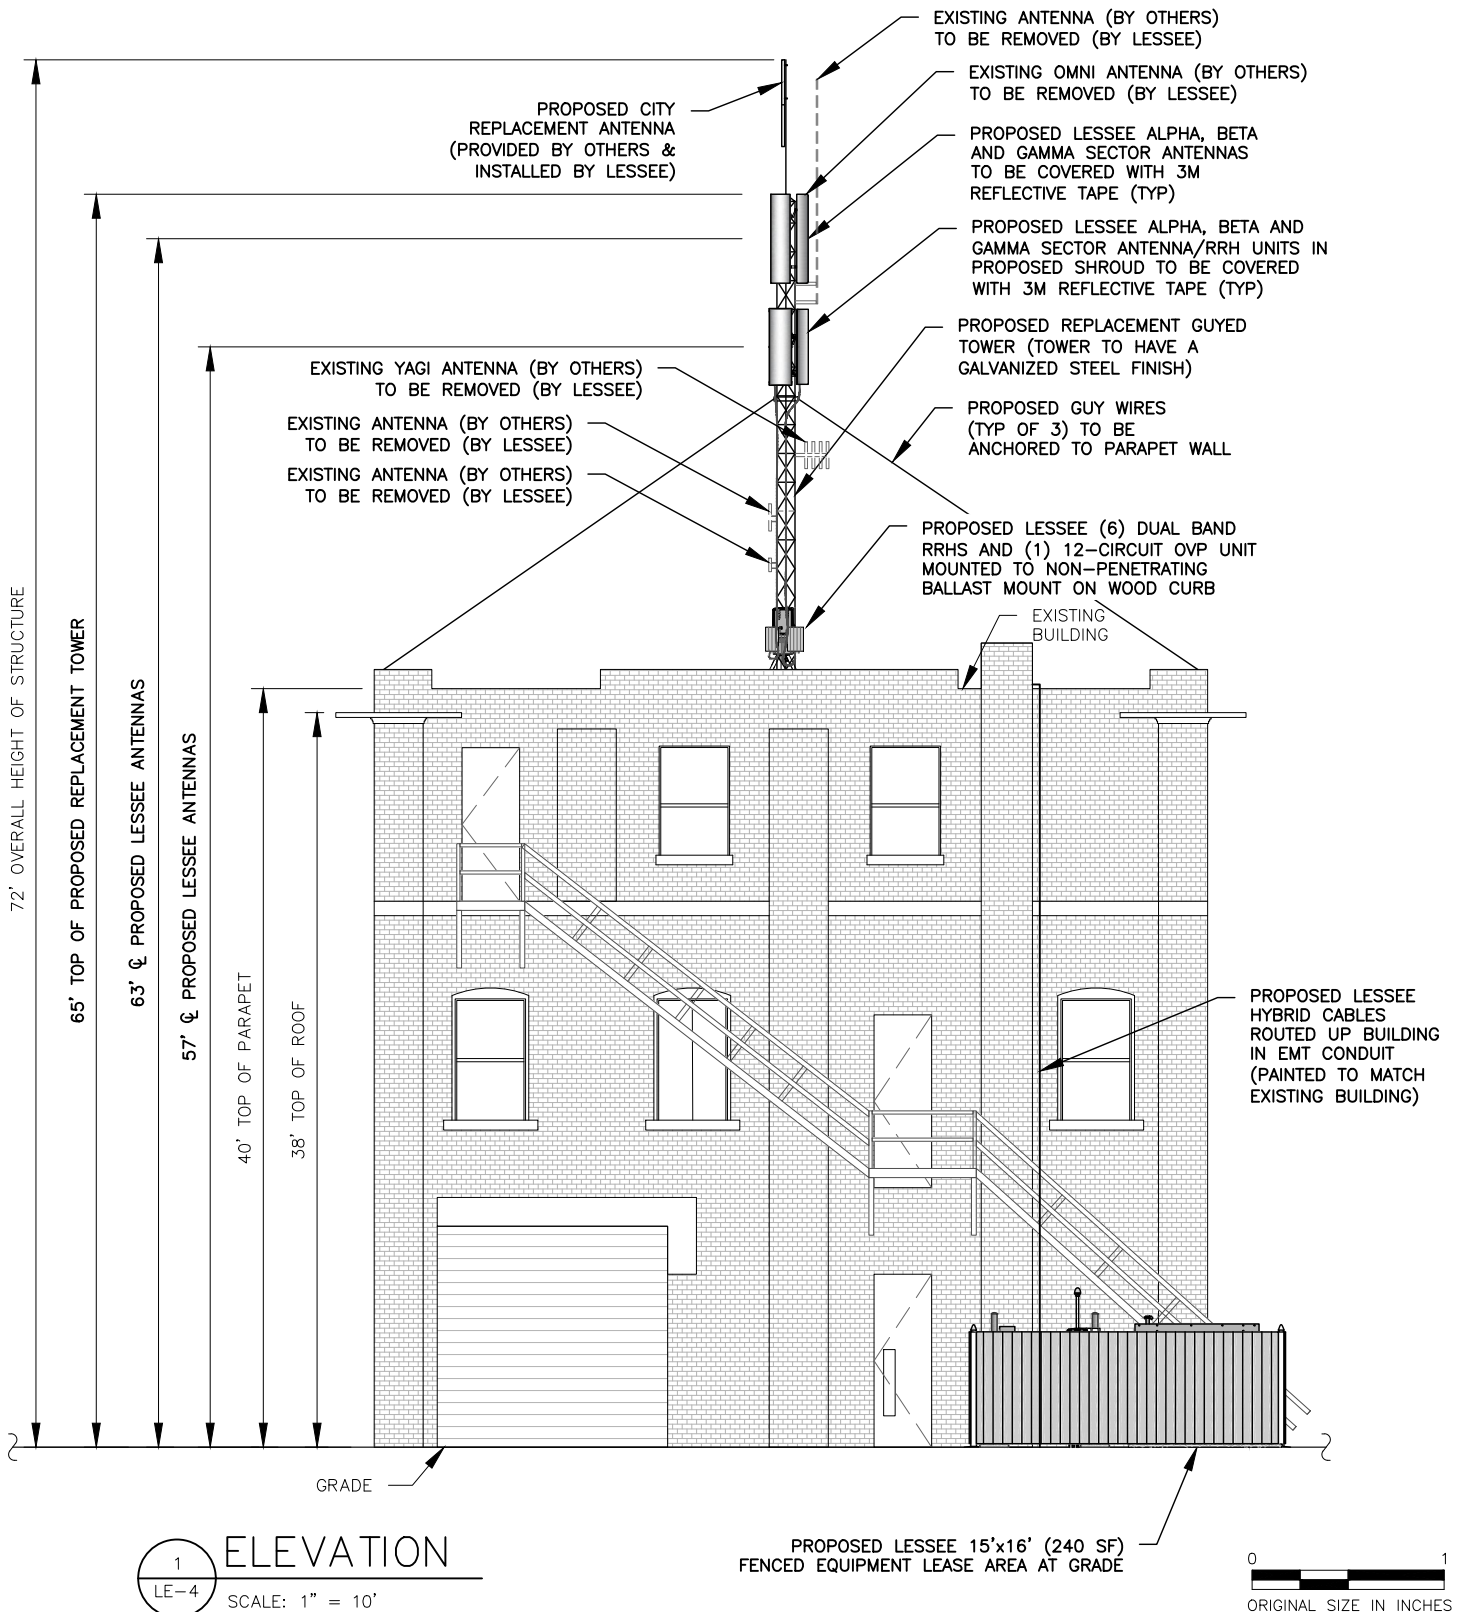 EXISTING ANTENNA (BY OTHERS)
TO BE REMOVED (BY LESSEE)
EXISTING OMNI ANTENNA (BY OTHERS)
TO BE REMOVED (BY LESSEE)
PROPOSED CITY
REPLACEMENT ANTENNA
(PROVIDED BY OTHERS &
INSTALLED BY LESSEE)
PROPOSED LESSEE ALPHA, BETA
AND GAMMA SECTOR ANTENNAS
TO BE COVERED WITH 3M
REFLECTIVE TAPE (TYP)
PROPOSED LESSEE ALPHA, BETA AND
GAMMA SECTOR ANTENNA/RRH UNITS IN
PROPOSED SHROUD TO BE COVERED
WITH 3M REFLECTIVE TAPE (TYP)
PROPOSED REPLACEMENT GUYED
TOWER (TOWER TO HAVE A
GALVANIZED STEEL FINISH)
EXISTING YAGI ANTENNA (BY OTHERS)
TO BE REMOVED (BY LESSEE)
PROPOSED GUY WIRES
(TYP OF 3) TO BE
ANCHORED TO PARAPET WALL
EXISTING ANTENNA (BY OTHERS)
TO BE REMOVED (BY LESSEE)
EXISTING ANTENNA (BY OTHERS)
TO BE REMOVED (BY LESSEE)
PROPOSED LESSEE (6) DUAL BAND
RRHS AND (1) 12-CIRCUIT OVP UNIT
MOUNTED TO NON-PENETRATING
BALLAST MOUNT ON WOOD CURB
EXISTING
BUILDING
72' OVERALL HEIGHT OF STRUCTURE
65' TOP OF PROPOSED REPLACEMENT TOWER
63' ℄ PROPOSED LESSEE ANTENNAS
57' ℄ PROPOSED LESSEE ANTENNAS
40' TOP OF PARAPET
38' TOP OF ROOF
PROPOSED LESSEE
HYBRID CABLES
ROUTED UP BUILDING
IN EMT CONDUIT
(PAINTED TO MATCH
EXISTING BUILDING)
GRADE
PROPOSED LESSEE 15'x16' (240 SF)
FENCED EQUIPMENT LEASE AREA AT GRADE
1
LE-4
ELEVATION
SCALE: 1" = 10'
0 1
ORIGINAL SIZE IN INCHES